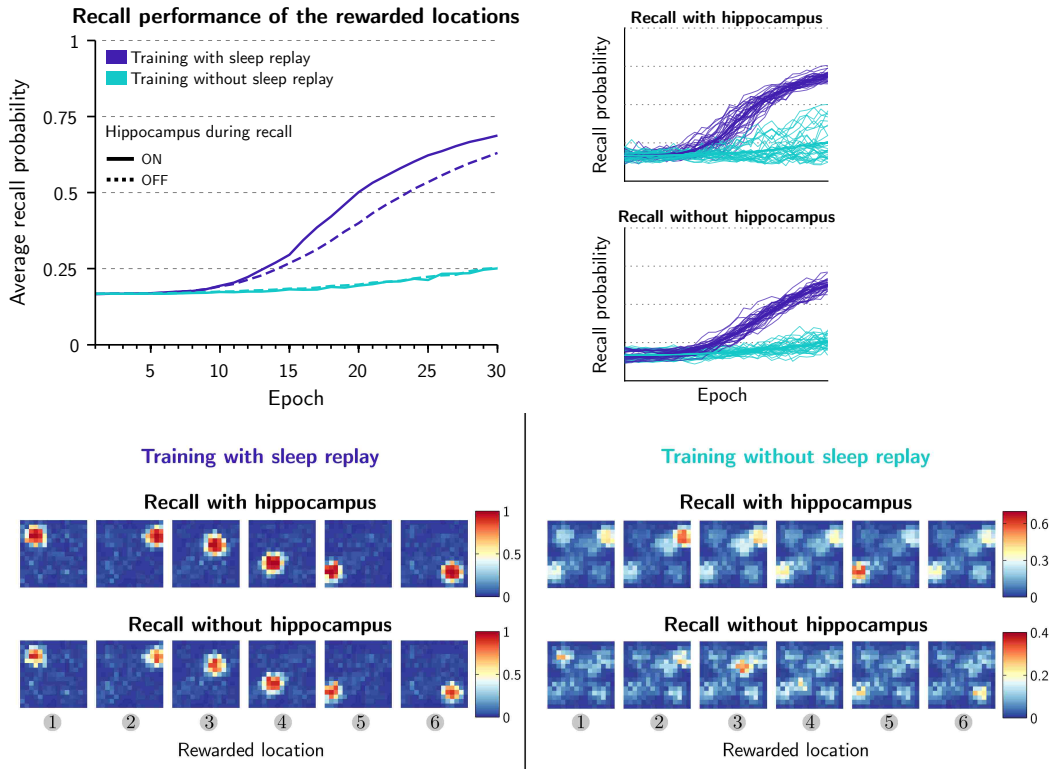 Recall performance of the rewarded locations
1
0.75
0.5
0.25
0
Average recall probability
Training with sleep replay
Training without sleep replay
Hippocampus during recall
ON
OFF
5
10
15
20
25
30
Epoch
Recall with hippocampus
Recall probability
Recall without hippocampus
Recall probability
Epoch
Training with sleep replay
Recall with hippocampus
1
0.5
0
Recall without hippocampus
1
0.5
0
1 2 3 4 5 6
Rewarded location
Training without sleep replay
Recall with hippocampus
0.6
0.3
0
Recall without hippocampus
0.4
0.2
0
1 2 3 4 5 6
Rewarded location